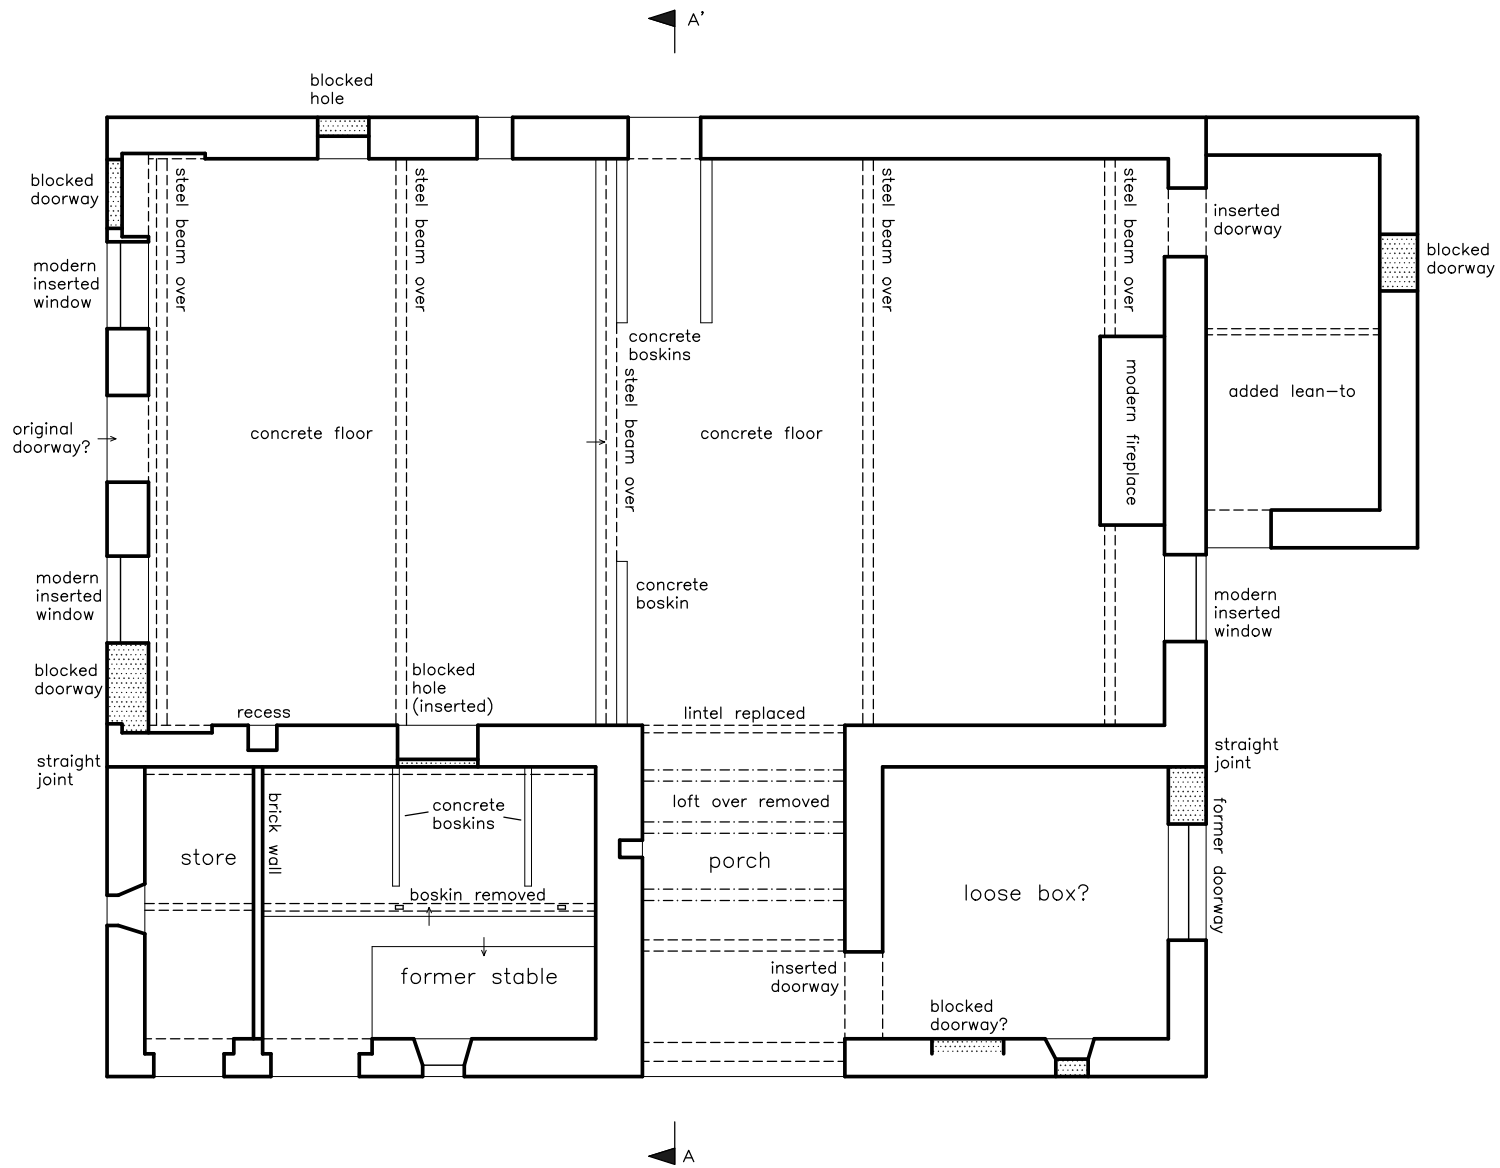 A'
blocked
hole
blocked
doorway
steel beam over
steel beam over
steel beam over
steel beam over
inserted
doorway
blocked
doorway
modern
inserted
window
concrete
boskins
steel beam over
modern fireplace
added lean-to
original
doorway?
concrete floor
concrete floor
modern
inserted
window
concrete
boskin
modern
inserted
window
blocked
doorway
blocked
hole
(inserted)
recess
lintel replaced
straight
joint
straight
joint
brick wall
concrete
boskins
loft over removed
former doorway
store
porch
boskin removed
loose box?
former stable
inserted
doorway
blocked
doorway?
A